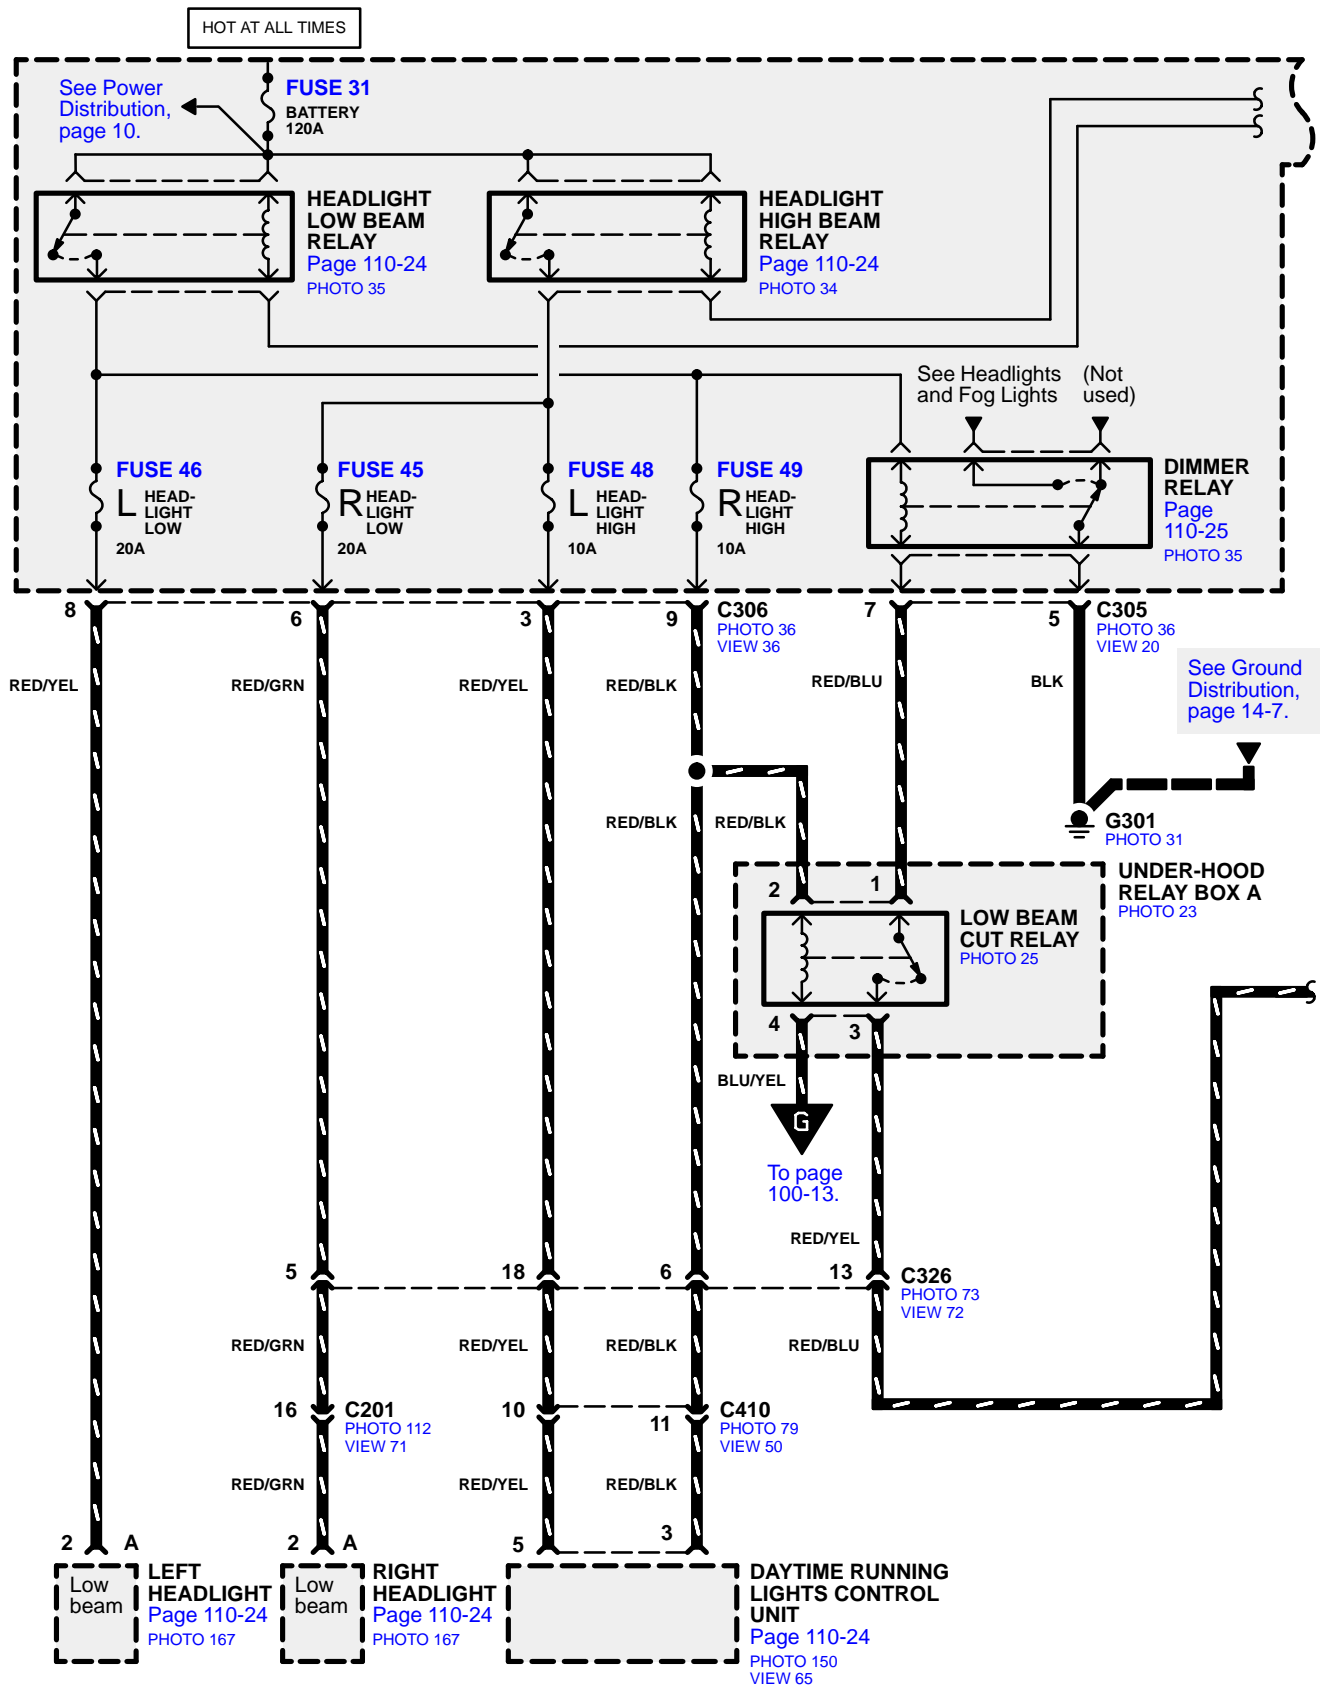 HOT AT ALL TIMES
See Power
Distribution,
page 10.
FUSE 31
BATTERY
120A
HEADLIGHT
LOW BEAM
RELAY
Page 110-24
PHOTO 35
HEADLIGHT
HIGH BEAM
RELAY
Page 110-24
PHOTO 34
See Headlights
and Fog Lights
(Not
used)
FUSE 46
L HEAD-
LIGHT
LOW
20A
FUSE 45
R HEAD-
LIGHT
LOW
20A
FUSE 48
L HEAD-
LIGHT
HIGH
10A
FUSE 49
R HEAD-
LIGHT
HIGH
10A
DIMMER
RELAY
Page
110-25
PHOTO 35
8
6
3
9
C306
PHOTO 36
VIEW 36
7
5
C305
PHOTO 36
VIEW 20
RED/YEL
RED/GRN
RED/YEL
RED/BLK
RED/BLU
BLK
See Ground
Distribution,
page 14-7.
RED/BLK
RED/BLK
G301
PHOTO 31
UNDER-HOOD
RELAY BOX A
PHOTO 23
2
1
LOW BEAM
CUT RELAY
PHOTO 25
4
3
BLU/YEL
G
To page
100-13.
RED/YEL
5
18
6
13
C326
PHOTO 73
VIEW 72
RED/GRN
RED/YEL
RED/BLK
RED/BLU
16
C201
PHOTO 112
VIEW 71
10
11
C410
PHOTO 79
VIEW 50
RED/GRN
RED/YEL
RED/BLK
2
A
2
A
5
3
Low
beam
LEFT
HEADLIGHT
Page 110-24
PHOTO 167
Low
beam
RIGHT
HEADLIGHT
Page 110-24
PHOTO 167
DAYTIME RUNNING
LIGHTS CONTROL
UNIT
Page 110-24
PHOTO 150
VIEW 65